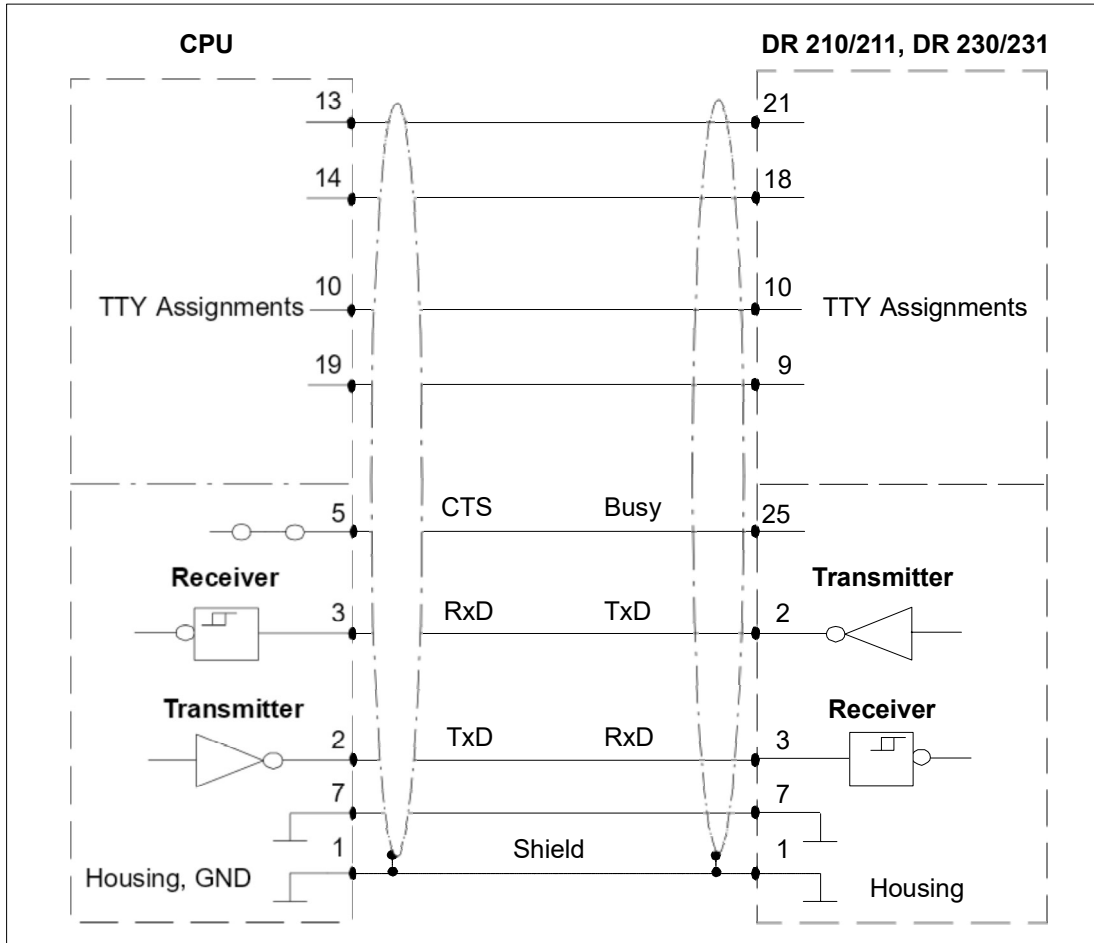 CPU DR 210/211, DR 230/231
13 21
14 18
10 10
TTY Assignments TTY Assignments
19 9
5 CTS Busy 25
Receiver Transmitter
3 RxD TxD 2
Transmitter Receiver
2 TxD RxD 3
7 7
1 Shield 1
Housing, GND Housing